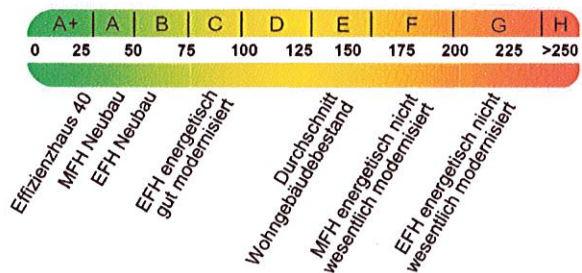 A+ A B C D E F G H
0 25 50 75 100 125 150 175 200 225 >250
Effizienzhaus 40
MFH Neubau
EFH Neubau
EFH energetisch
gut modernisiert
Durchschnitt
Wohngebäudebestand
MFH energetisch nicht
wesentlich modernisiert
EFH energetisch nicht
wesentlich modernisiert